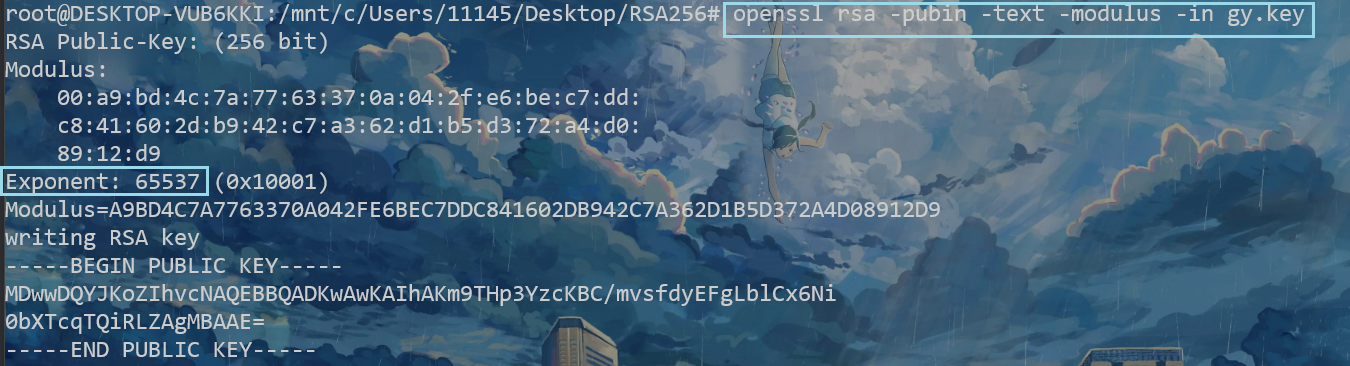 root@DESKTOP-VUB6KKI:/mnt/c/Users/11145/Desktop/RSA256# openssl rsa -pubin -text -modulus -in gy.key
RSA Public-Key: (256 bit)
Modulus:
    00:a9:bd:4c:7a:77:63:37:0a:04:2f:e6:be:c7:dd:
    c8:41:60:2d:b9:42:c7:a3:62:d1:b5:d3:72:a4:d0:
    89:12:d9
Exponent: 65537 (0x10001)
Modulus=A9BD4C7A7763370A042FE6BEC7DDC841602DB942C7A362D1B5D372A4D08912D9
writing RSA key
-----BEGIN PUBLIC KEY-----
MDwwDQYJKoZIhvcNAQEBBQADKwAwKAIhAKm9THp3YzcKBC/mvsfdyEFgLblCx6Ni
0bXTcqTQiRLZAgMBAAE=
-----END PUBLIC KEY-----